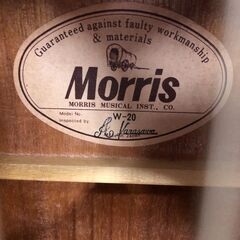 Guaranteed against faulty workmanship
& materials
Morris
MORRIS MUSICAL INST., CO.
Model No. W-20
Inspected by